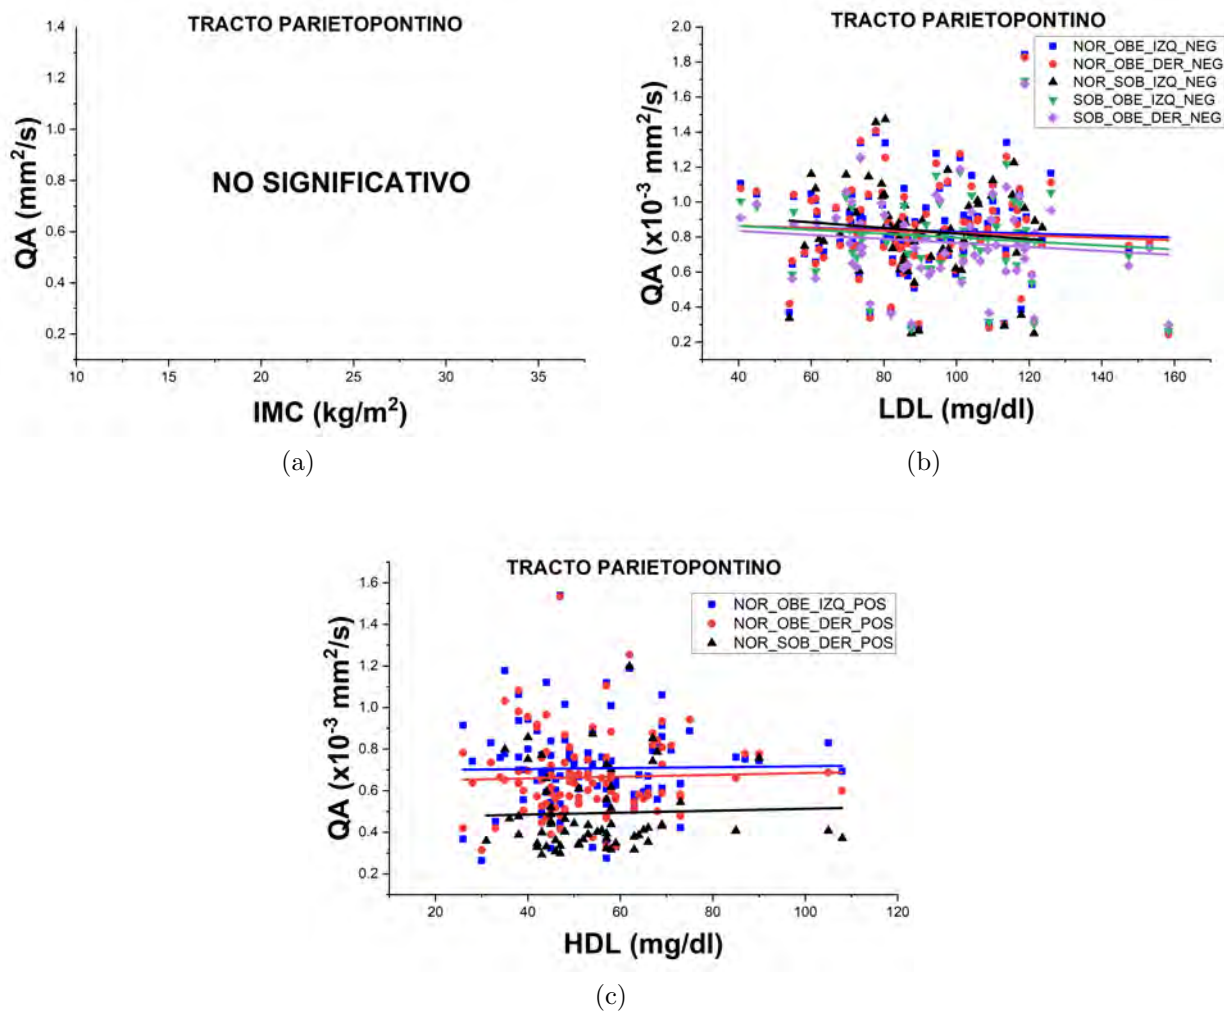 TRACTO PARIETOPONTINO
1.4
1.2
1.0
0.8
0.6
0.4
0.2
QA (mm²/s)
NO SIGNIFICATIVO
10 15 20 25 30 35
IMC (kg/m²)
(a)
TRACTO PARIETOPONTINO
2.0
1.8
1.6
1.4
1.2
1.0
0.8
0.6
0.4
0.2
QA (x10⁻³ mm²/s)
NOR_OBE_IZQ_NEG
NOR_OBE_DER_NEG
NOR_SOB_IZQ_NEG
SOB_OBE_IZQ_NEG
SOB_OBE_DER_NEG
40 60 80 100 120 140 160
LDL (mg/dl)
(b)
TRACTO PARIETOPONTINO
1.6
1.4
1.2
1.0
0.8
0.6
0.4
0.2
QA (x10⁻³ mm²/s)
NOR_OBE_IZQ_POS
NOR_OBE_DER_POS
NOR_SOB_DER_POS
20 40 60 80 100 120
HDL (mg/dl)
(c)